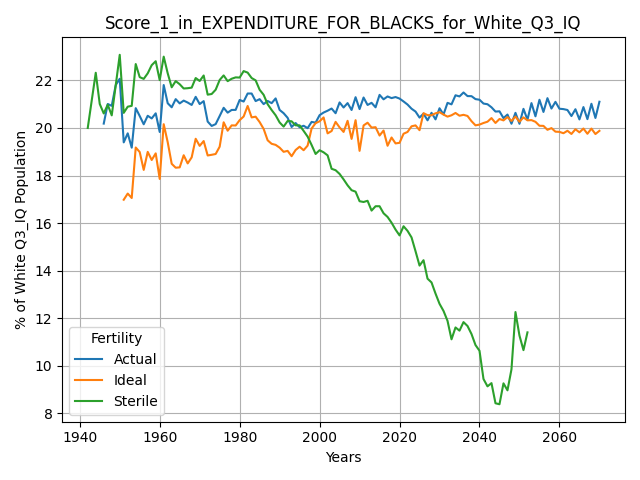 Score_1_in_EXPENDITURE_FOR_BLACKS_for_White_Q3_IQ
% of White Q3_IQ Population
22
20
18
16
14
12
10
8
Fertility
Actual
Ideal
Sterile
1940 1960 1980 2000 2020 2040 2060
Years